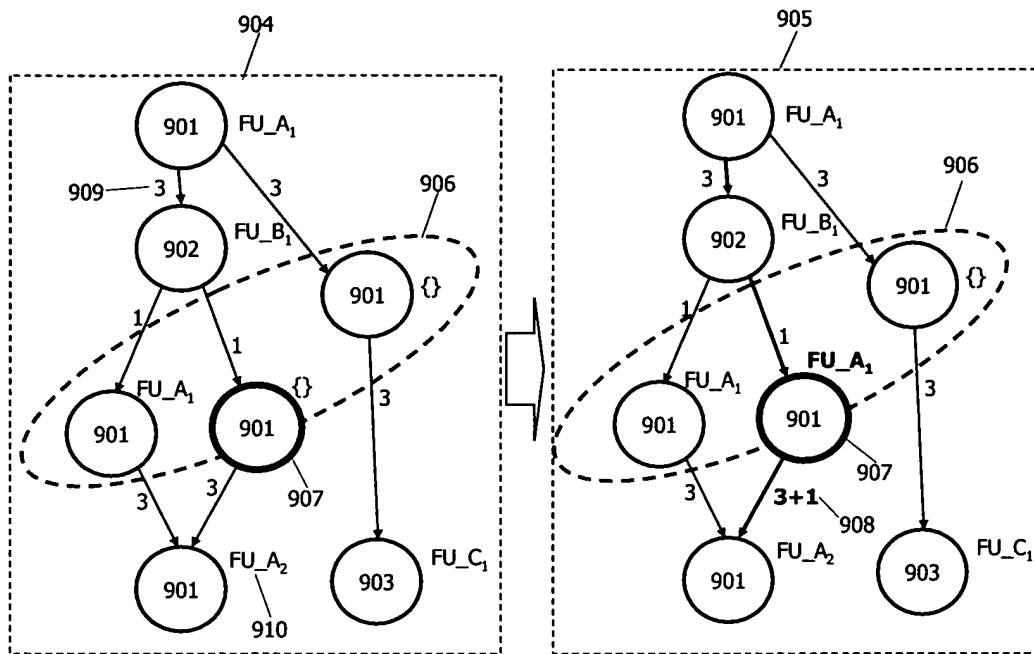 904
901 FU_A₁
909 3 3
906
902 FU_B₁
901 {}
1 1
FU_A₁ {} 3
901 901
907
3 3
FU_A₂ FU_C₁
901 903
910
905
901 FU_A₁
3 3
906
902 FU_B₁
901 {}
1 1
FU_A₁ FU_A₁ 3
901 901
907
3 3+1 908
FU_A₂ FU_C₁
901 903